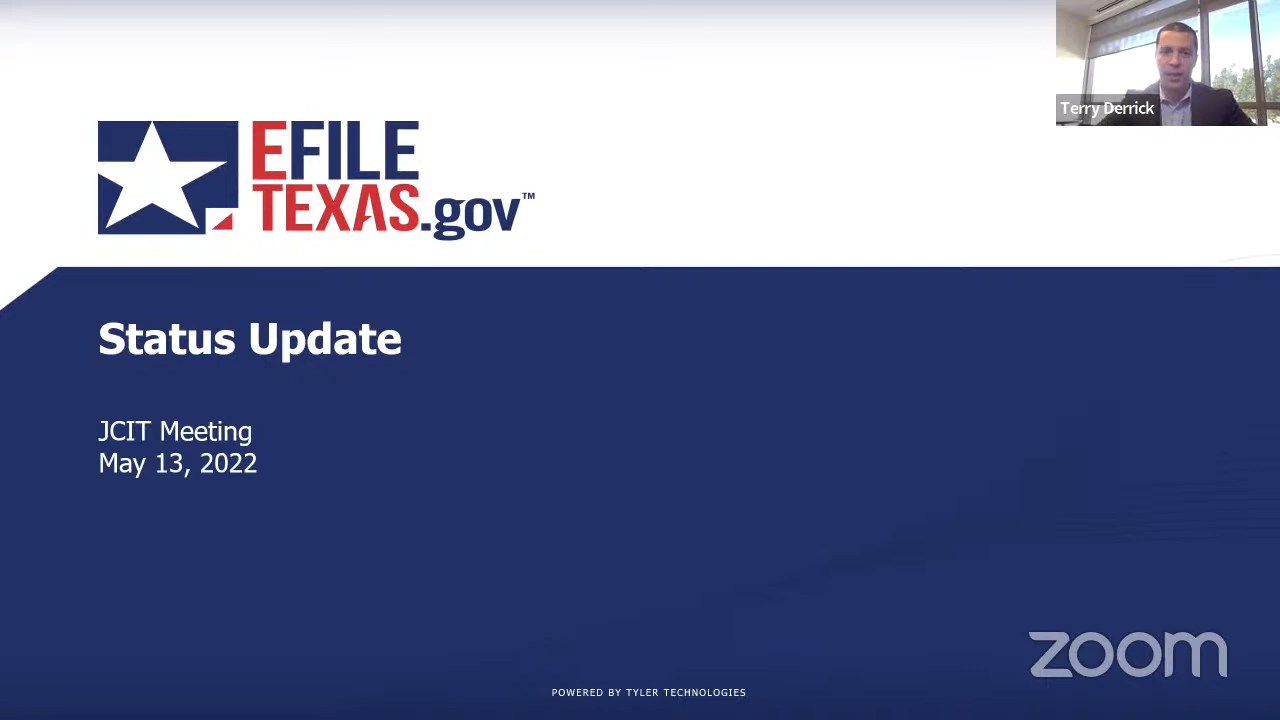 Terry Derrick
EFILE
TEXAS.gov™
Status Update
JCIT Meeting
May 13, 2022
zoom
POWERED BY TYLER TECHNOLOGIES